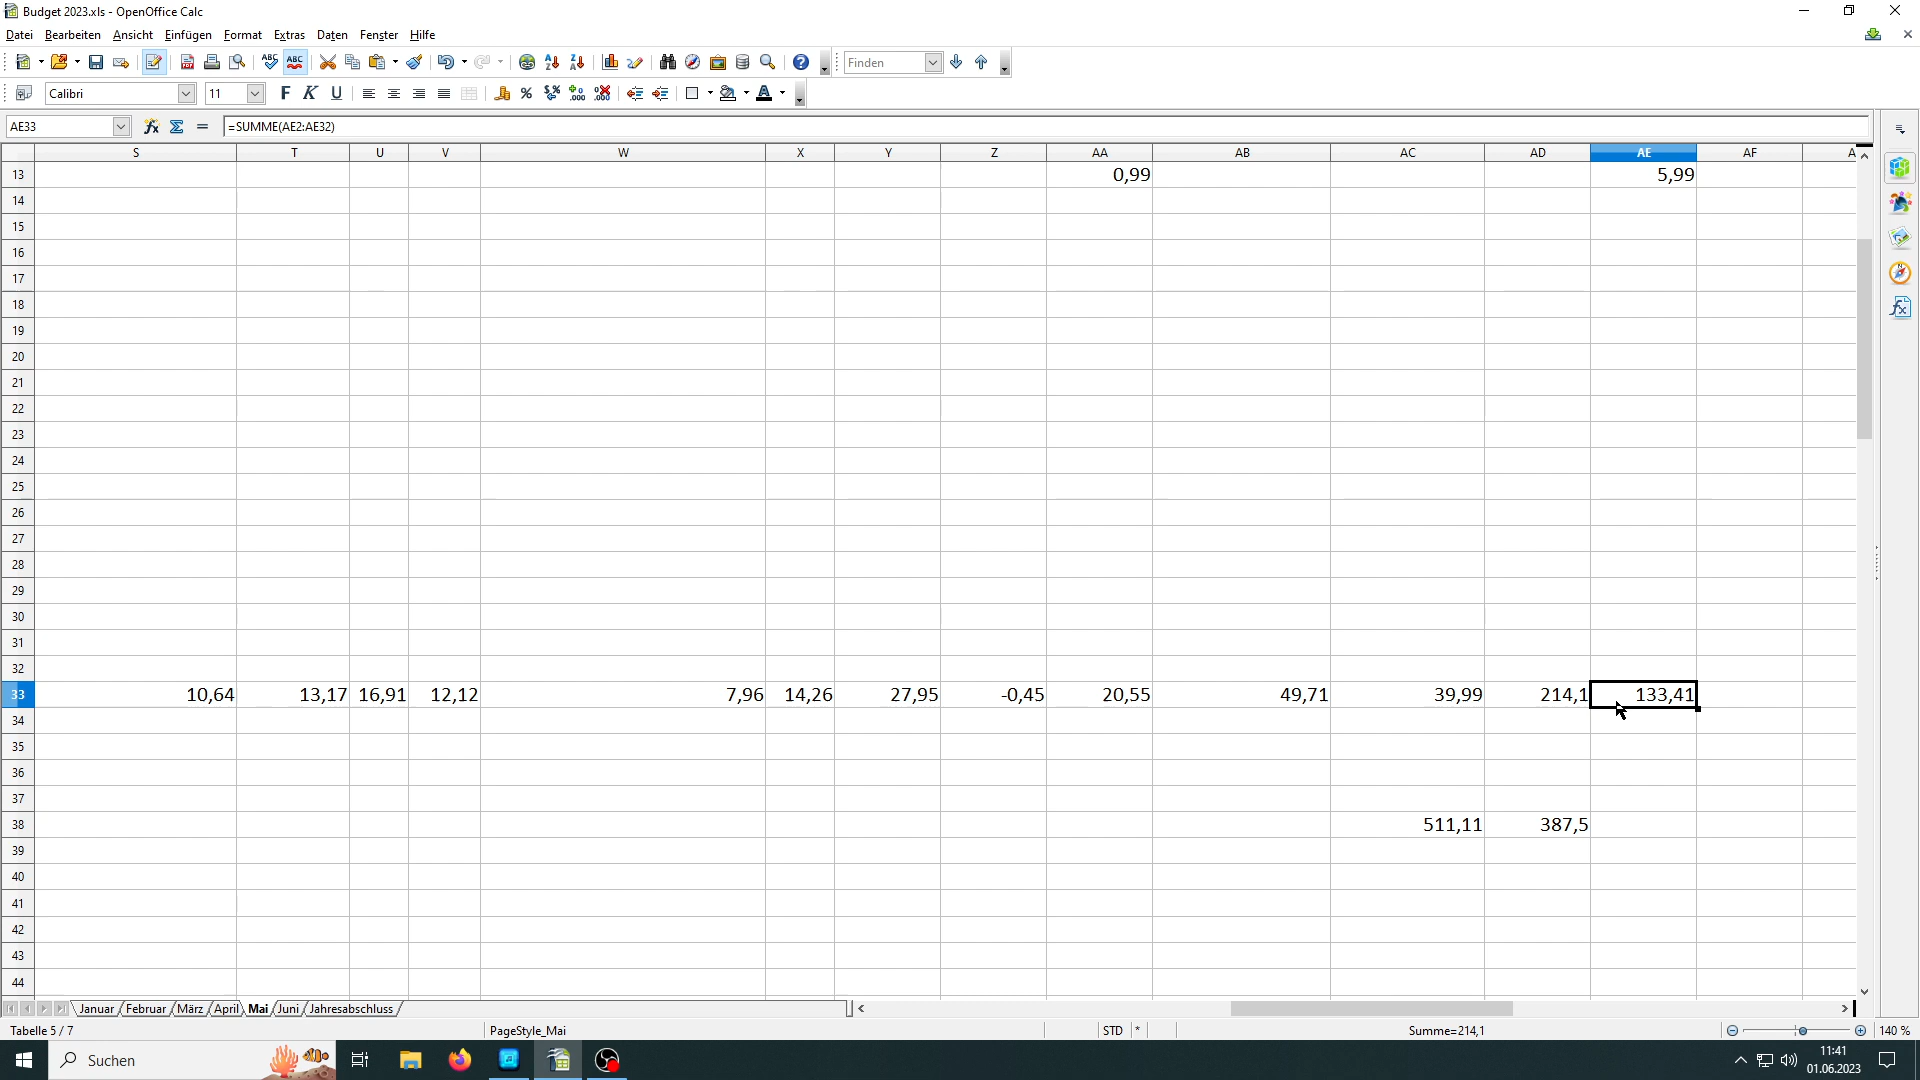 Budget 2023.xls - OpenOffice Calc
Datei Bearbeiten Ansicht Einfügen Format Extras Daten Fenster Hilfe
Finden
Calibri 11 F K U
AE33 =SUMME(AE2:AE32)
S T U V W X Y Z AA AB AC AD AE AF A
13 0,99 5,99
14
15
16
17
18
19
20
21
22
23
24
25
26
27
28
29
30
31
32
33 10,64 13,17 16,91 12,12 7,96 14,26 27,95 -0,45 20,55 49,71 39,99 214,1 133,41
34
35
36
37
38 511,11 387,5
39
40
41
42
43
44
Januar Februar März April Mai Juni Jahresabschluss
Tabelle 5 / 7 PageStyle_Mai STD * Summe=214,1 140 %
Suchen 11:41
01.06.2023